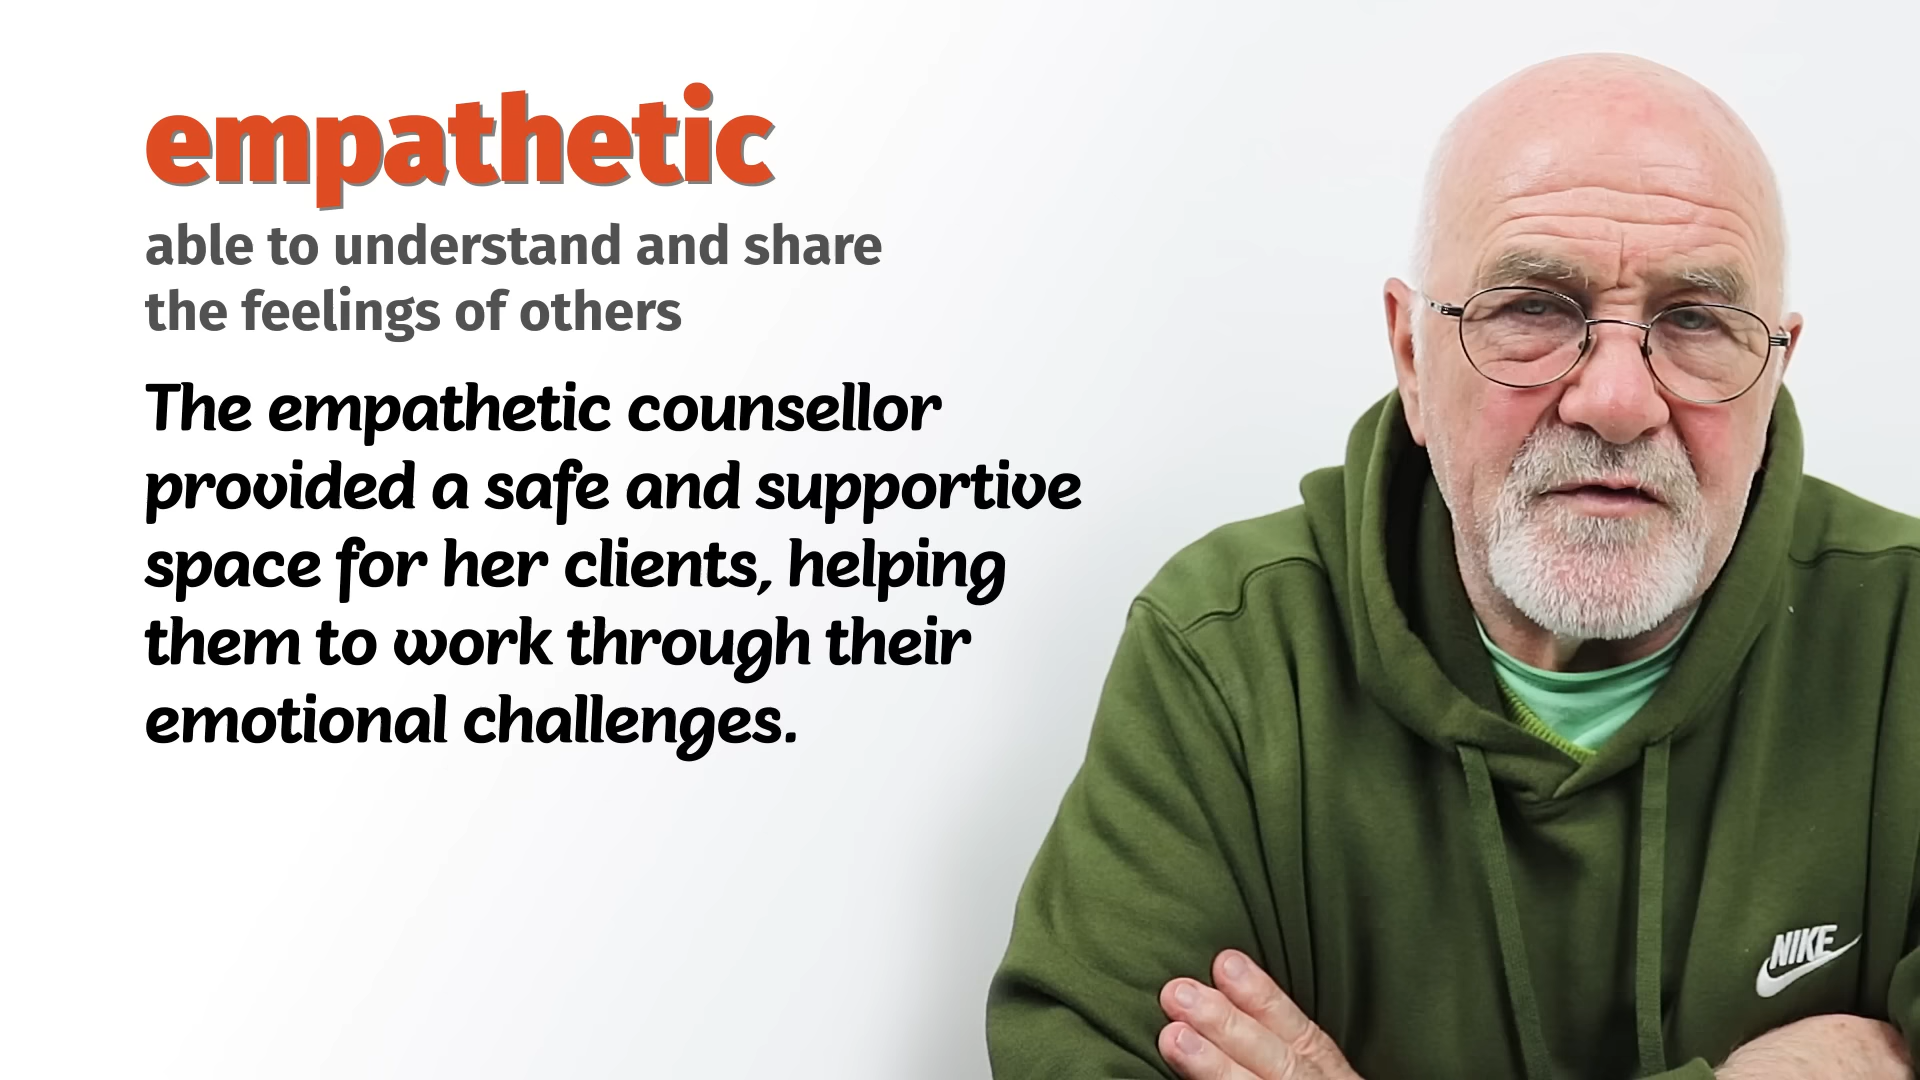 empathetic
able to understand and share
the feelings of others
The empathetic counsellor
provided a safe and supportive
space for her clients, helping
them to work through their
emotional challenges.
NIKE